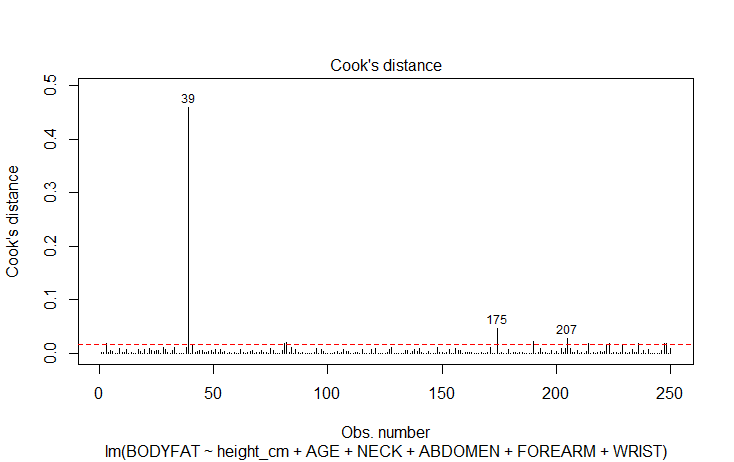 Cook's distance
0.5
0.4
0.3
0.2
0.1
0.0
Cook's distance
39
175
207
0 50 100 150 200 250
Obs. number
lm(BODYFAT ~ height_cm + AGE + NECK + ABDOMEN + FOREARM + WRIST)